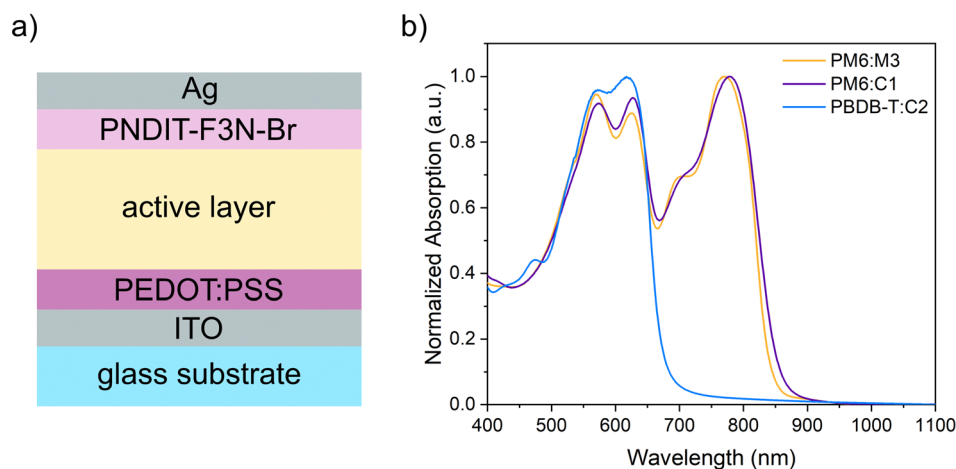 a)
Ag
PNDIT-F3N-Br
active layer
PEDOT:PSS
ITO
glass substrate
b)
PM6:M3
PM6:C1
PBDB-T:C2
Normalized Absorption (a.u.)
1.0
0.8
0.6
0.4
0.2
0.0
400 500 600 700 800 900 1000 1100
Wavelength (nm)